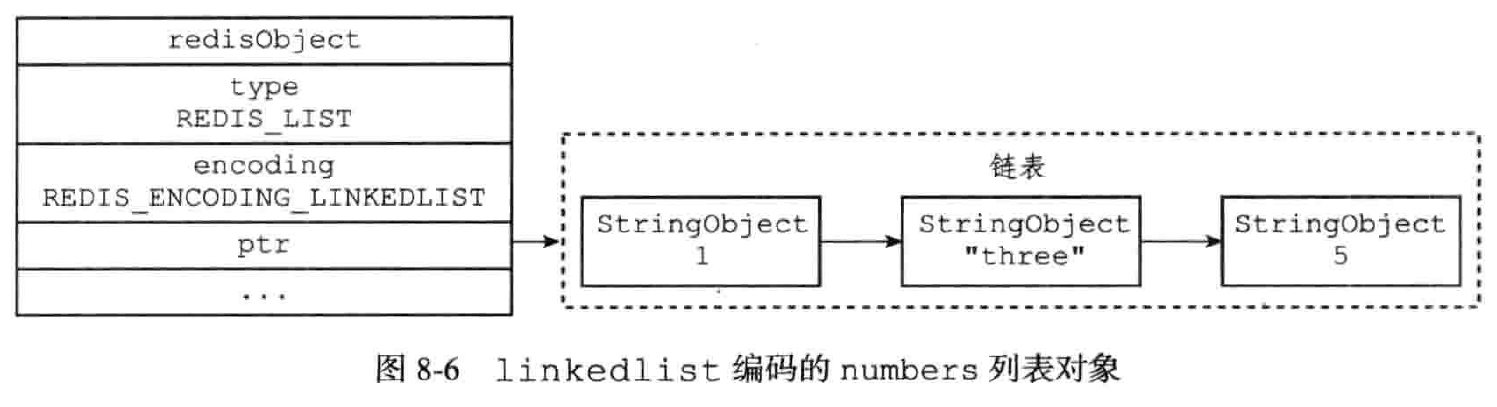 redisObject
type
REDIS_LIST
encoding
REDIS_ENCODING_LINKEDLIST
ptr
...
链表
StringObject
1
StringObject
"three"
StringObject
5
图 8-6 linkedlist 编码的 numbers 列表对象